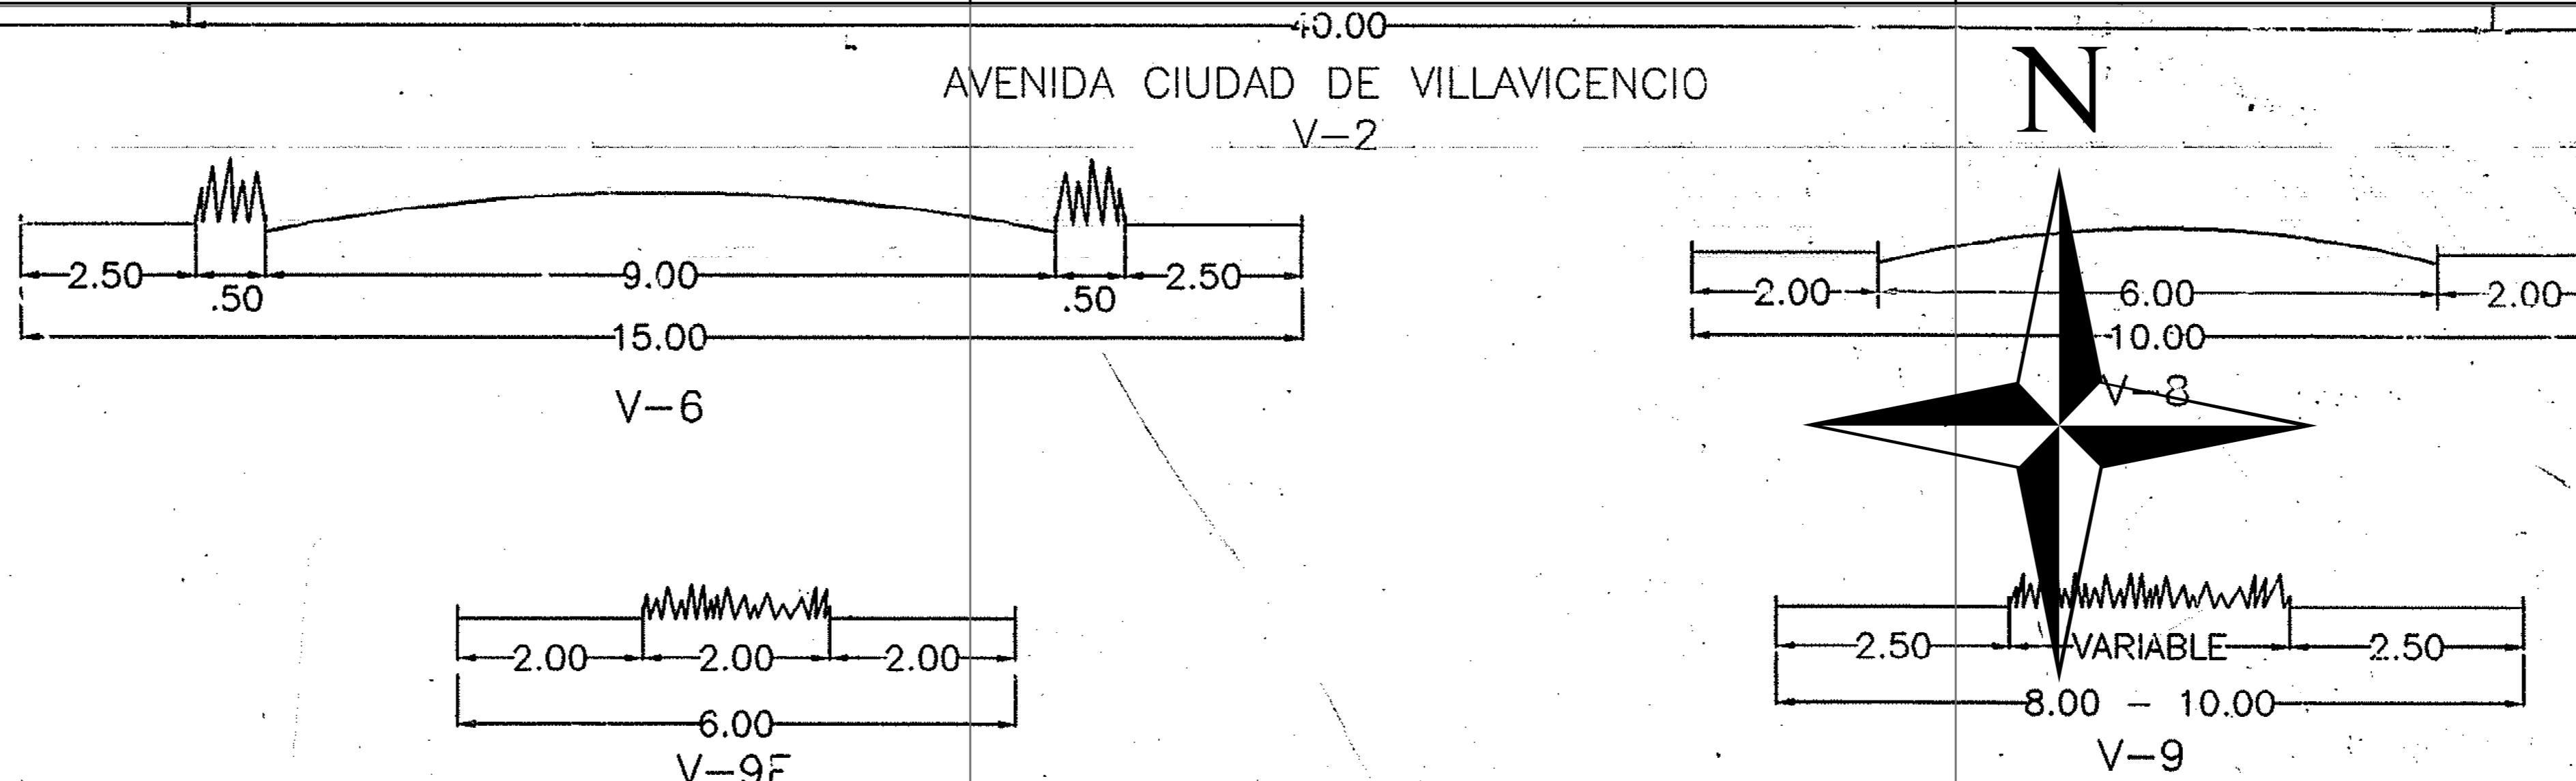 40.00
AVENIDA CIUDAD DE VILLAVICENCIO
V-2
N
2.50 .50 9.00 .50 2.50
15.00
V-6
2.00 6.00 2.00
10.00
V-8
2.00 2.00 2.00
6.00
2.50 VARIABLE 2.50
8.00 - 10.00
V-9